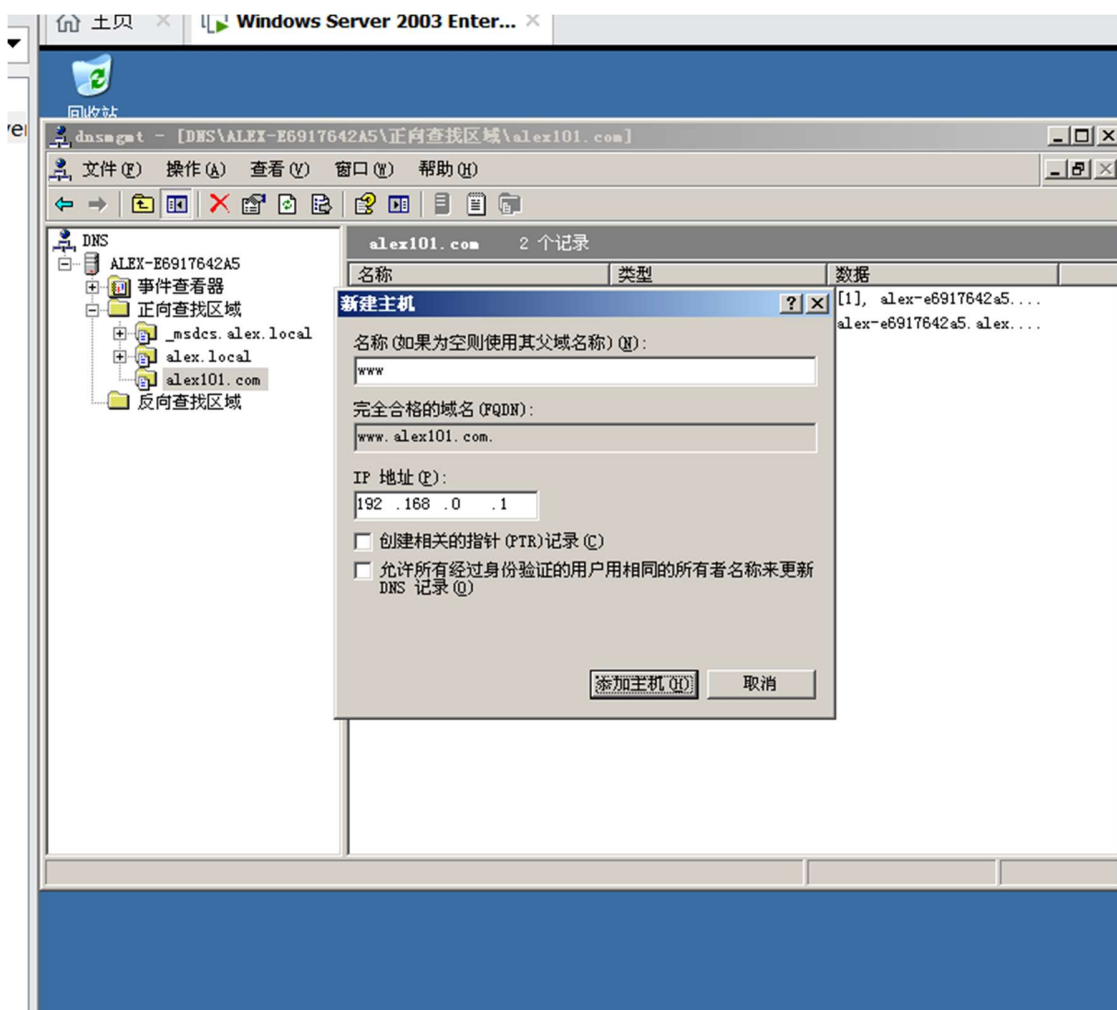 主页 ×
Windows Server 2003 Enter... ×
回收站
dnsmgmt - [DNS\ALEX-E6917642A5\正向查找区域\alex101.com]
文件(F) 操作(A) 查看(V) 窗口(W) 帮助(H)
DNS
ALEX-E6917642A5
事件查看器
正向查找区域
_msdcs.alex.local
alex.local
alex101.com
反向查找区域
alex101.com 2 个记录
名称 类型 数据
[1], alex-e6917642a5....
alex-e6917642a5.alex....
新建主机
名称(如果为空则使用其父域名称)(N):
www
完全合格的域名(FQDN):
www.alex101.com.
IP 地址(P):
192 .168 .0 .1
创建相关的指针(PTR)记录(C)
允许所有经过身份验证的用户用相同的所有者名称来更新
DNS 记录(O)
添加主机(H) 取消